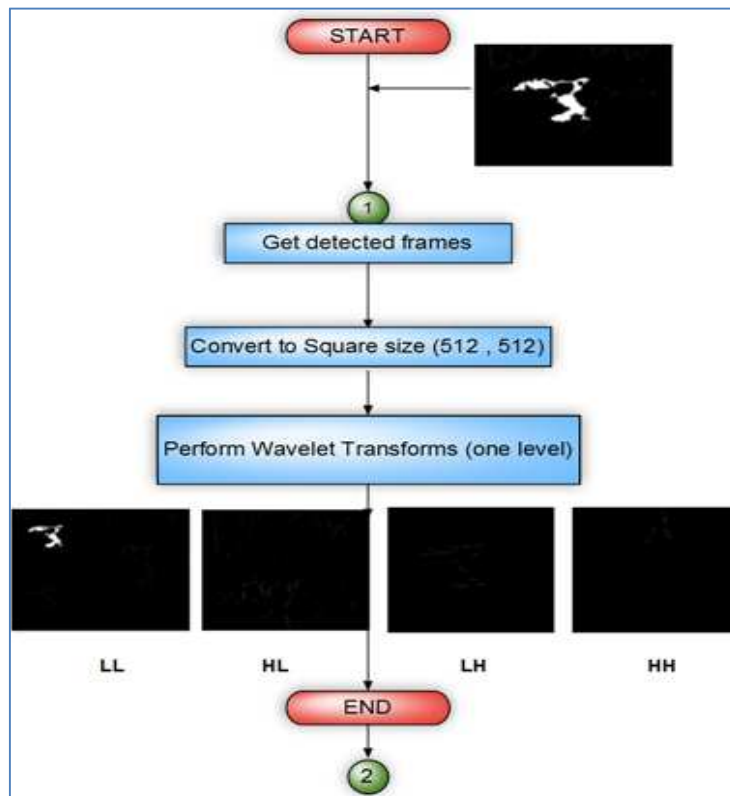 START
1
Get detected frames
Convert to Square size (512 , 512)
Perform Wavelet Transforms (one level)
LL HL LH HH
END
2